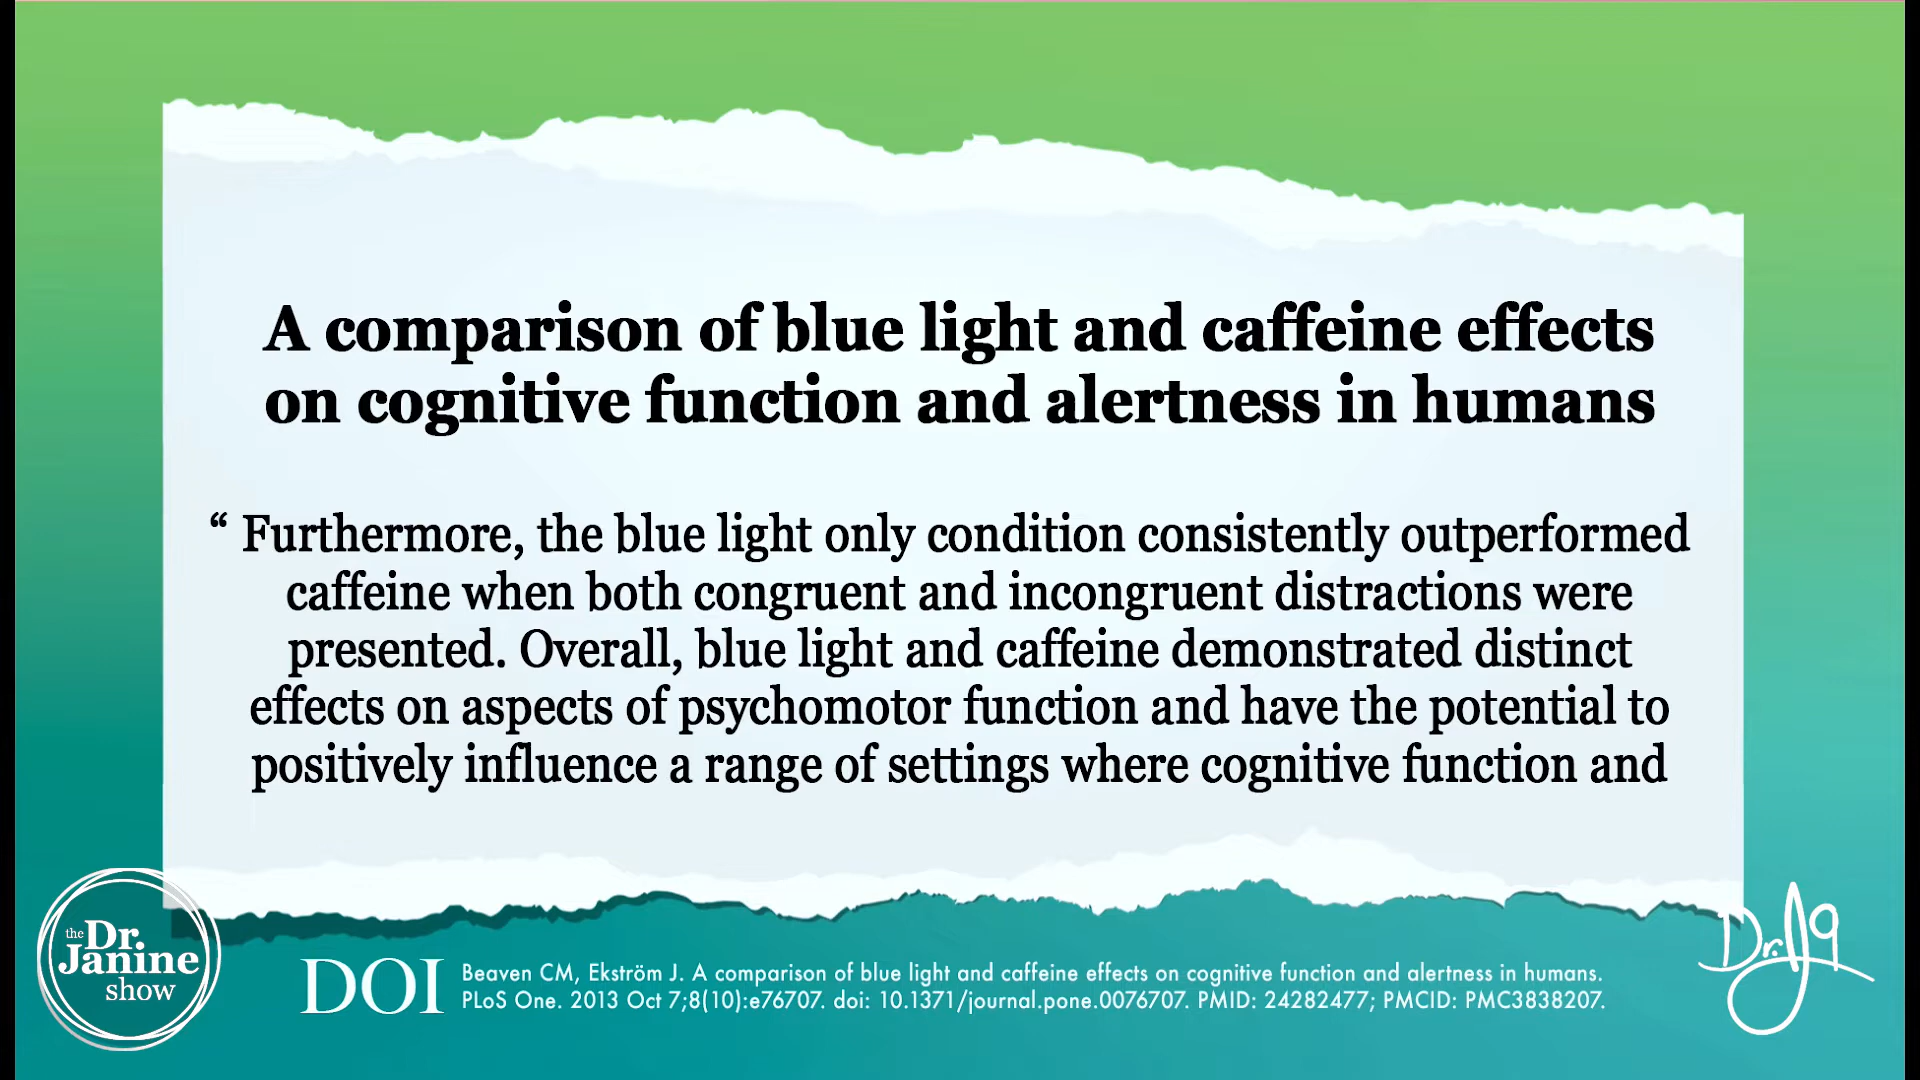 A comparison of blue light and caffeine effects
on cognitive function and alertness in humans
“ Furthermore, the blue light only condition consistently outperformed
caffeine when both congruent and incongruent distractions were
presented. Overall, blue light and caffeine demonstrated distinct
effects on aspects of psychomotor function and have the potential to
positively influence a range of settings where cognitive function and
the Dr.
Janine
show
DOI
Beaven CM, Ekström J. A comparison of blue light and caffeine effects on cognitive function and alertness in humans.
PLoS One. 2013 Oct 7;8(10):e76707. doi: 10.1371/journal.pone.0076707. PMID: 24282477; PMCID: PMC3838207.
Dr.J9